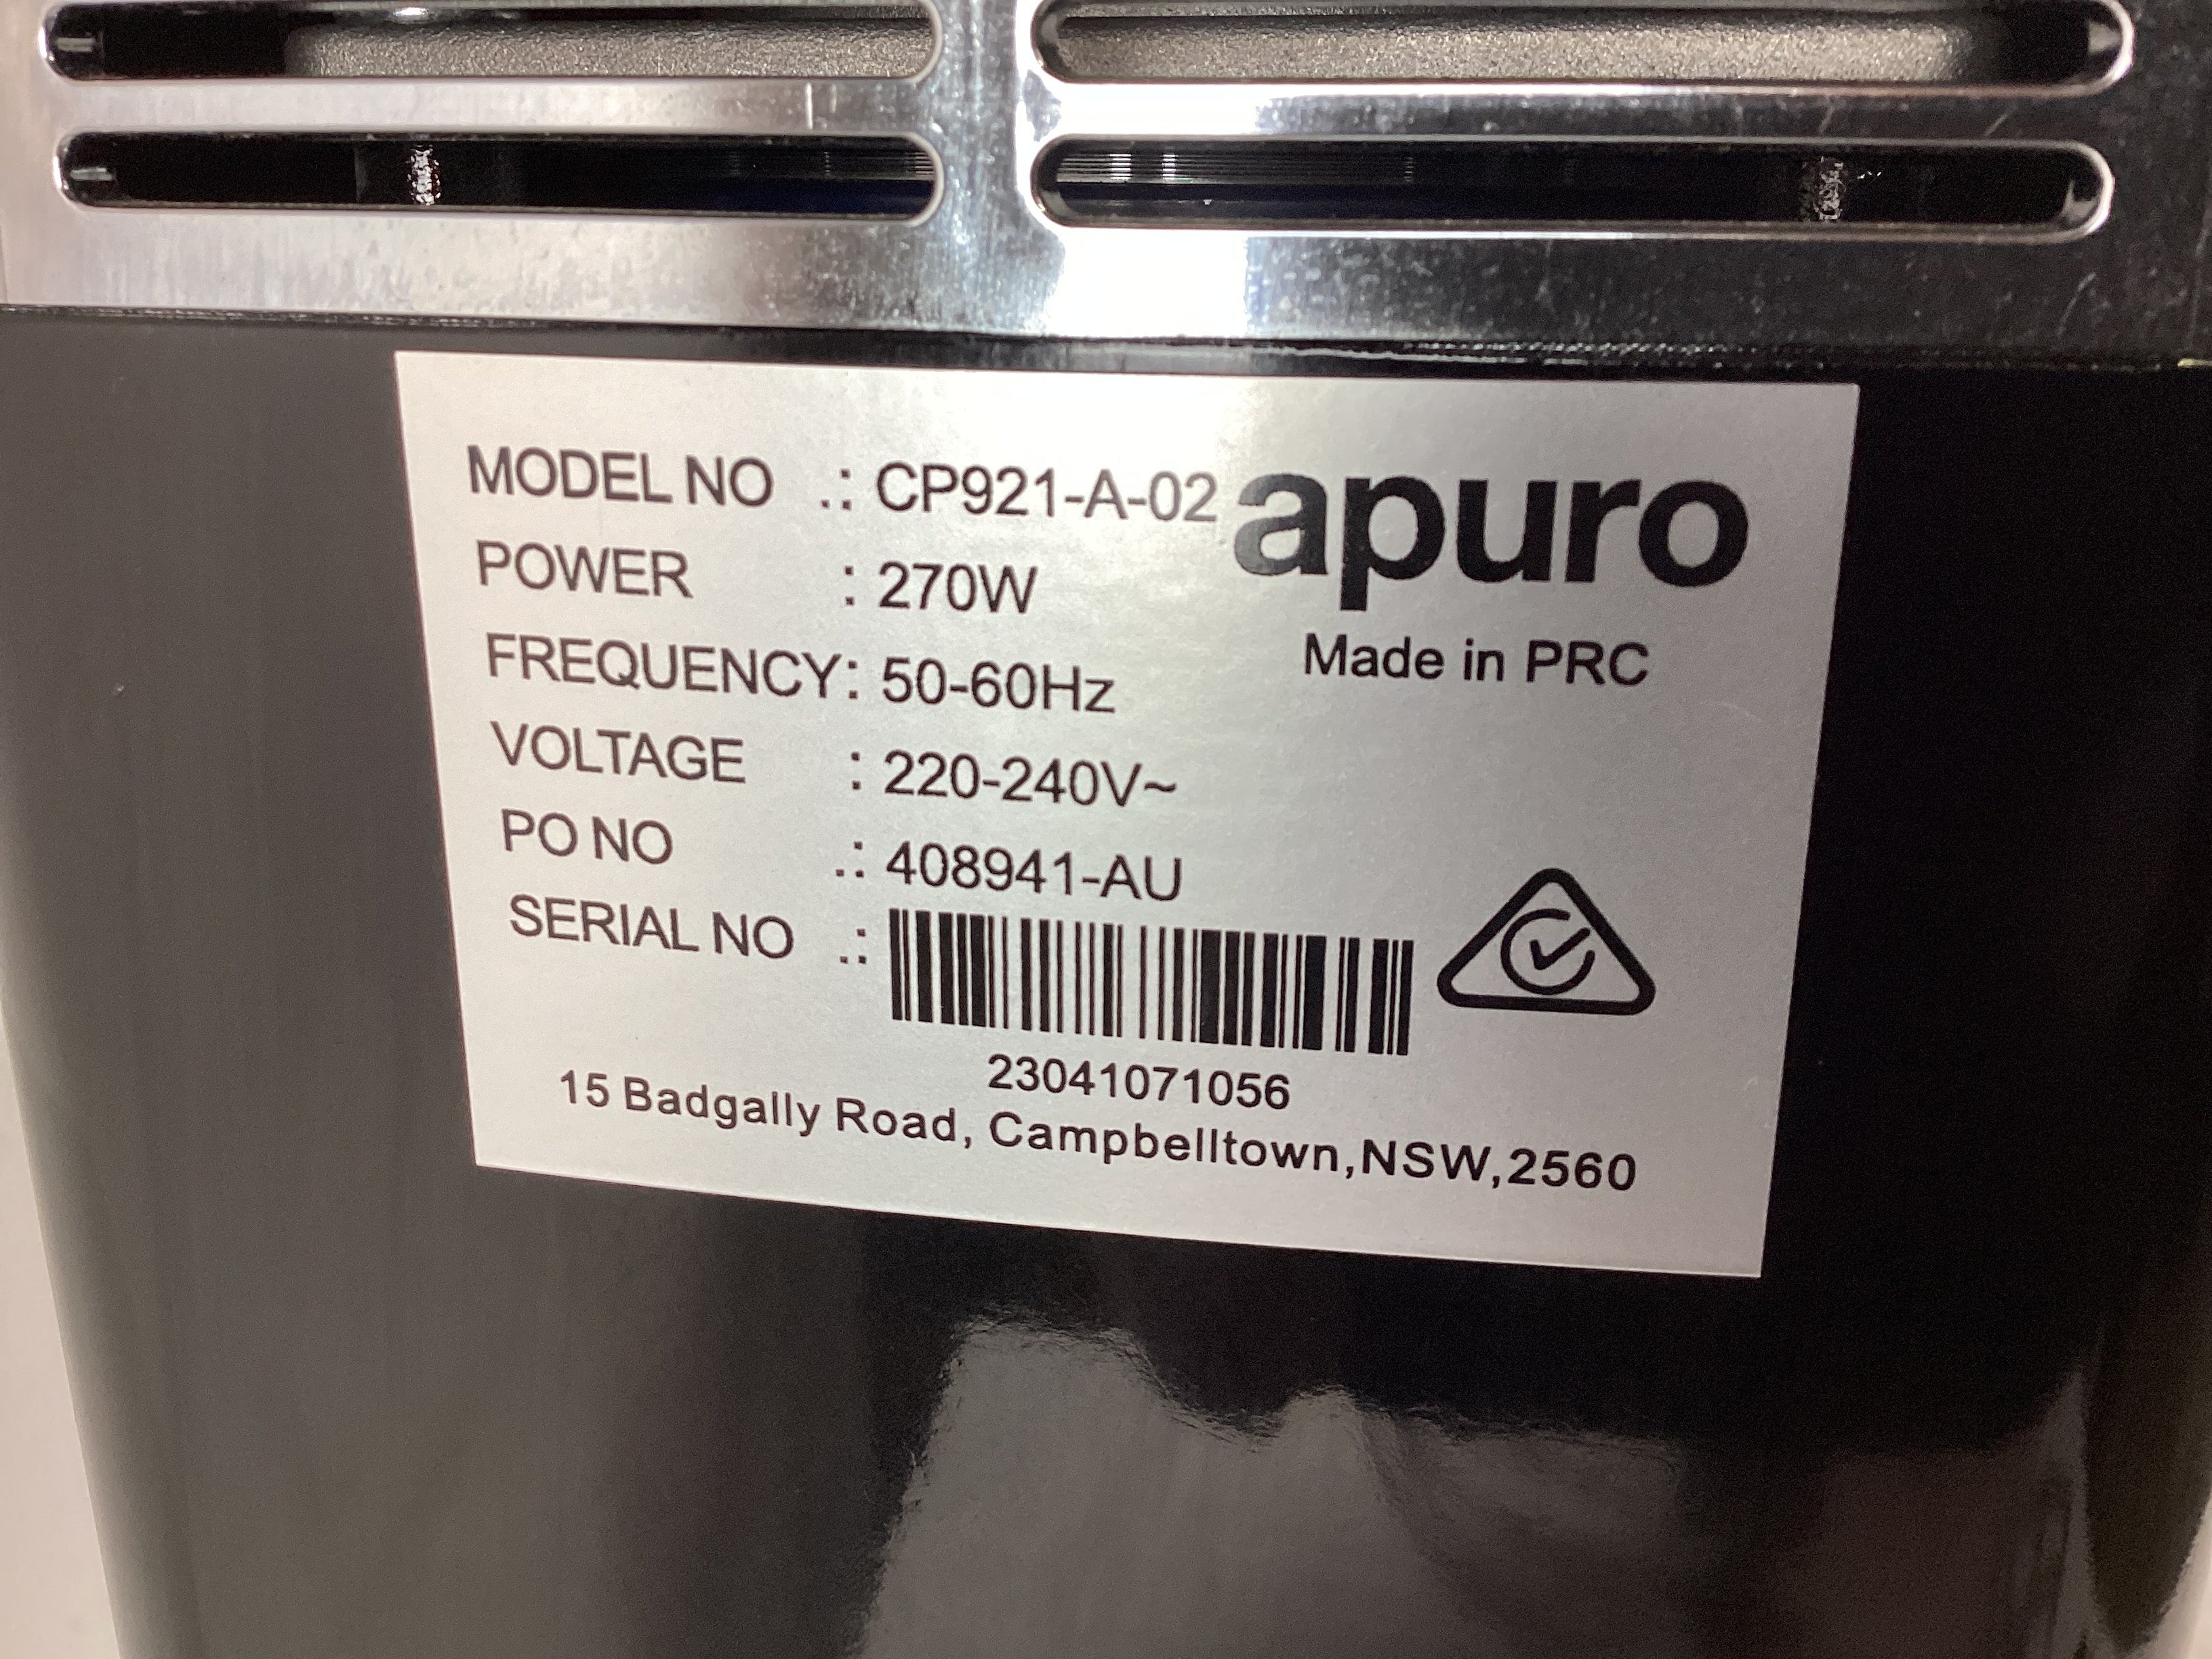 MODEL NO .: CP921-A-02
apuro
POWER : 270W
Made in PRC
FREQUENCY: 50-60Hz
VOLTAGE : 220-240V~
PO NO .: 408941-AU
SERIAL NO .:
23041071056
15 Badgally Road, Campbelltown,NSW,2560